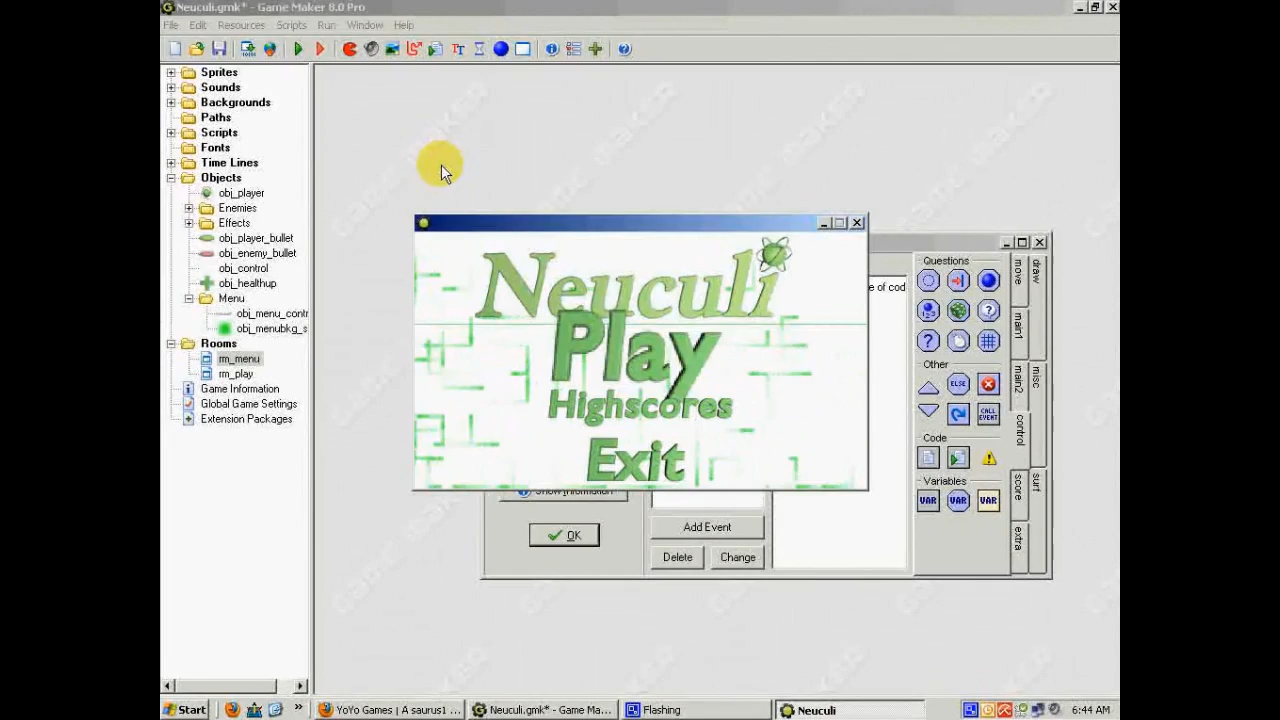 Neuculi.gmk* - Game Maker 8.0 Pro
File Edit Resources Scripts Run Window Help
Sprites
Sounds
Backgrounds
Paths
Scripts
Fonts
Time Lines
Objects
obj_player
Enemies
Effects
obj_player_bullet
obj_enemy_bullet
obj_control
obj_healthup
Menu
obj_menu_contr
obj_menubkg_s
Rooms
rm_menu
rm_play
Game Information
Global Game Settings
Extension Packages
Neuculi
Play
Highscores
Exit
e of cod
Show Information
OK
Add Event
Delete Change
Questions
Other
ELSE
CALL EVENT
Code
Variables
VAR VAR VAR
move
main1
main2
control
score
extra
draw
misc
surf
Start
YoYo Games | A saurus1 ...
Neuculi.gmk* - Game Ma...
Flashing
Neuculi
6:44 AM